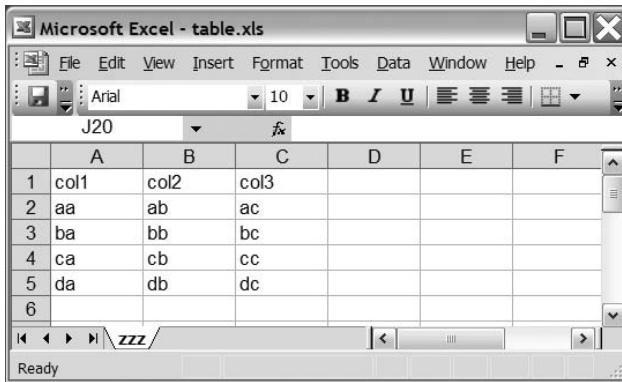 Microsoft Excel - table.xls
File Edit View Insert Format Tools Data Window Help
Arial 10 B I U
J20 fx
A B C D E F
1 col1 col2 col3
2 aa ab ac
3 ba bb bc
4 ca cb cc
5 da db dc
6
zzz
Ready